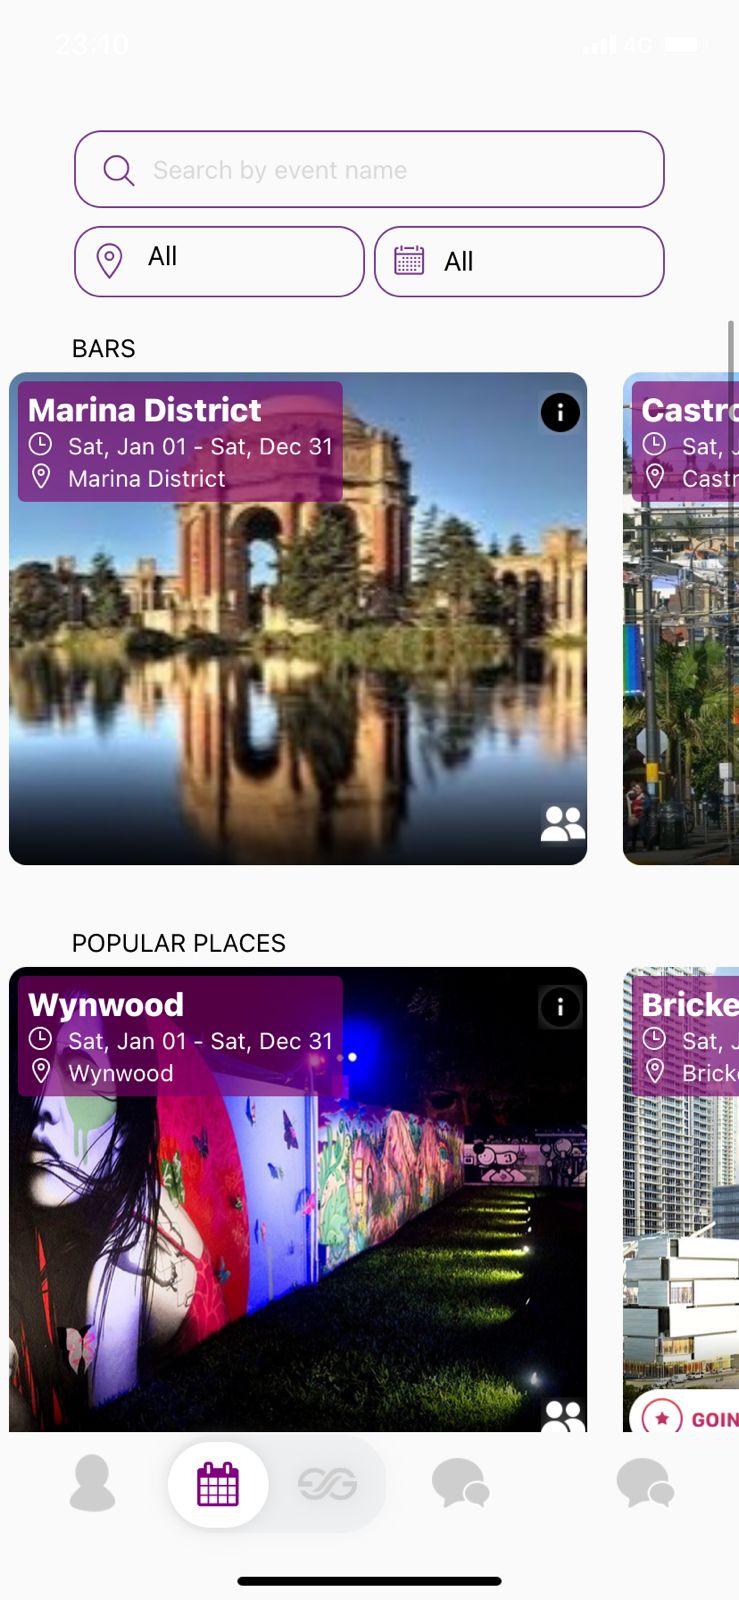 23:10
4G
Search by event name
All
All
BARS
Marina District
Sat, Jan 01 - Sat, Dec 31
Marina District
Castro
Sat, J
Castr
POPULAR PLACES
Wynwood
Sat, Jan 01 - Sat, Dec 31
Wynwood
Bricke
Sat, J
Brick
GOIN